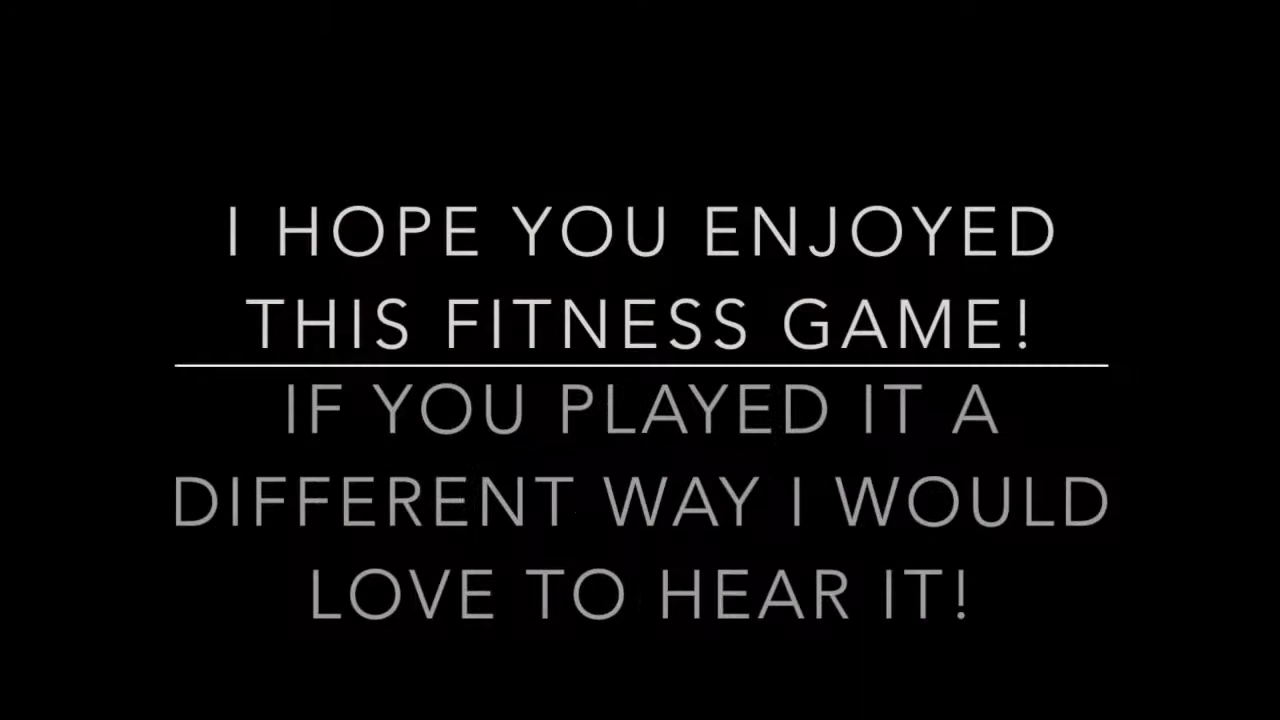 I HOPE YOU ENJOYED
THIS FITNESS GAME!
IF YOU PLAYED IT A
DIFFERENT WAY I WOULD
LOVE TO HEAR IT!